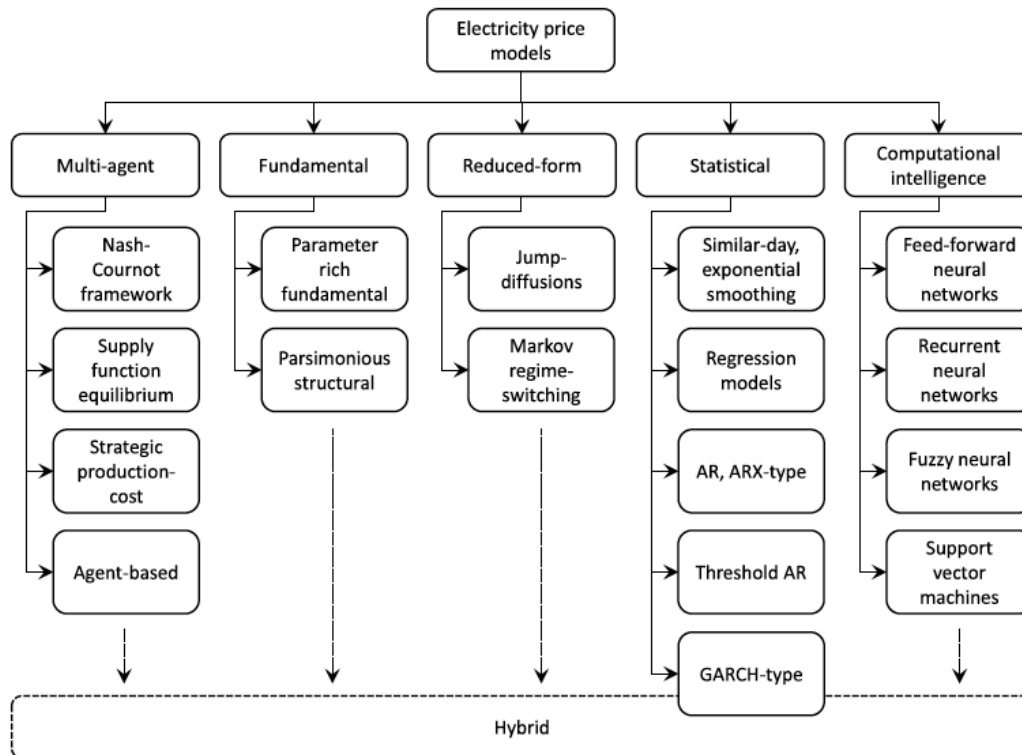 Electricity price
models
Multi-agent
Fundamental
Reduced-form
Statistical
Computational
intelligence
Nash-
Cournot
framework
Supply
function
equilibrium
Strategic
production-
cost
Agent-based
Parameter
rich
fundamental
Parsimonious
structural
Jump-
diffusions
Markov
regime-
switching
Similar-day,
exponential
smoothing
Regression
models
AR, ARX-type
Threshold AR
GARCH-type
Feed-forward
neural
networks
Recurrent
neural
networks
Fuzzy neural
networks
Support
vector
machines
Hybrid